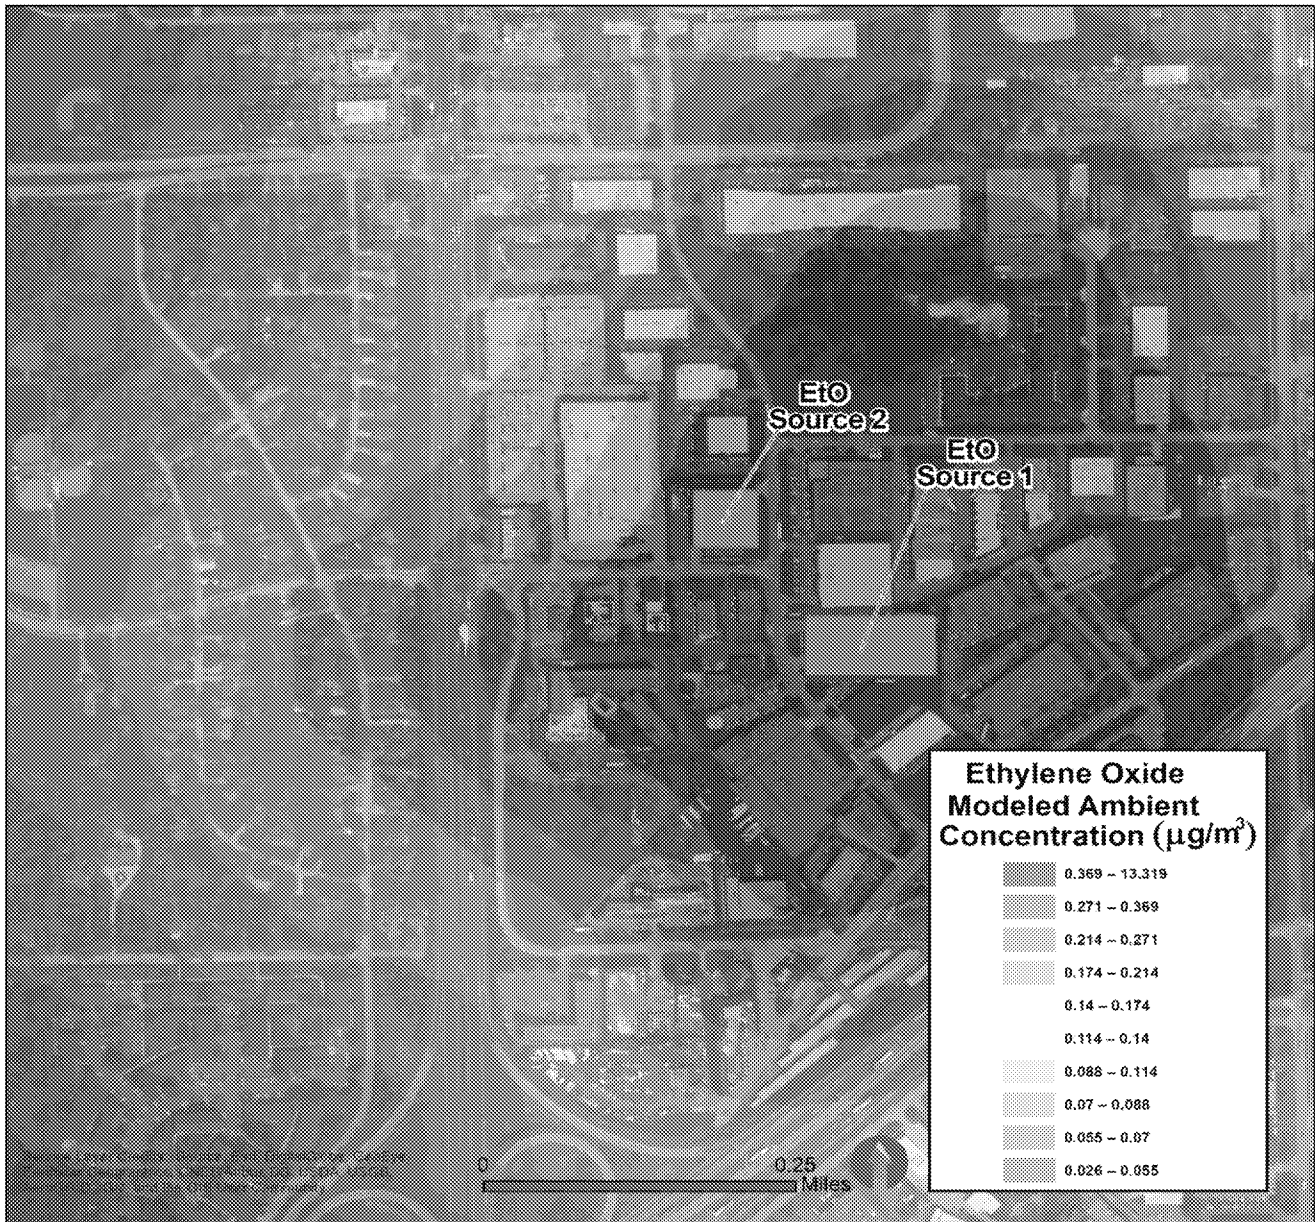 EtO
Source 2
EtO
Source 1
Ethylene Oxide
Modeled Ambient
Concentration (µg/m³)
0.369 – 13.319
0.271 – 0.369
0.214 – 0.271
0.174 – 0.214
0.14 – 0.174
0.114 – 0.14
0.088 – 0.114
0.07 – 0.088
0.055 – 0.07
0.026 – 0.055
0 0.25
Miles